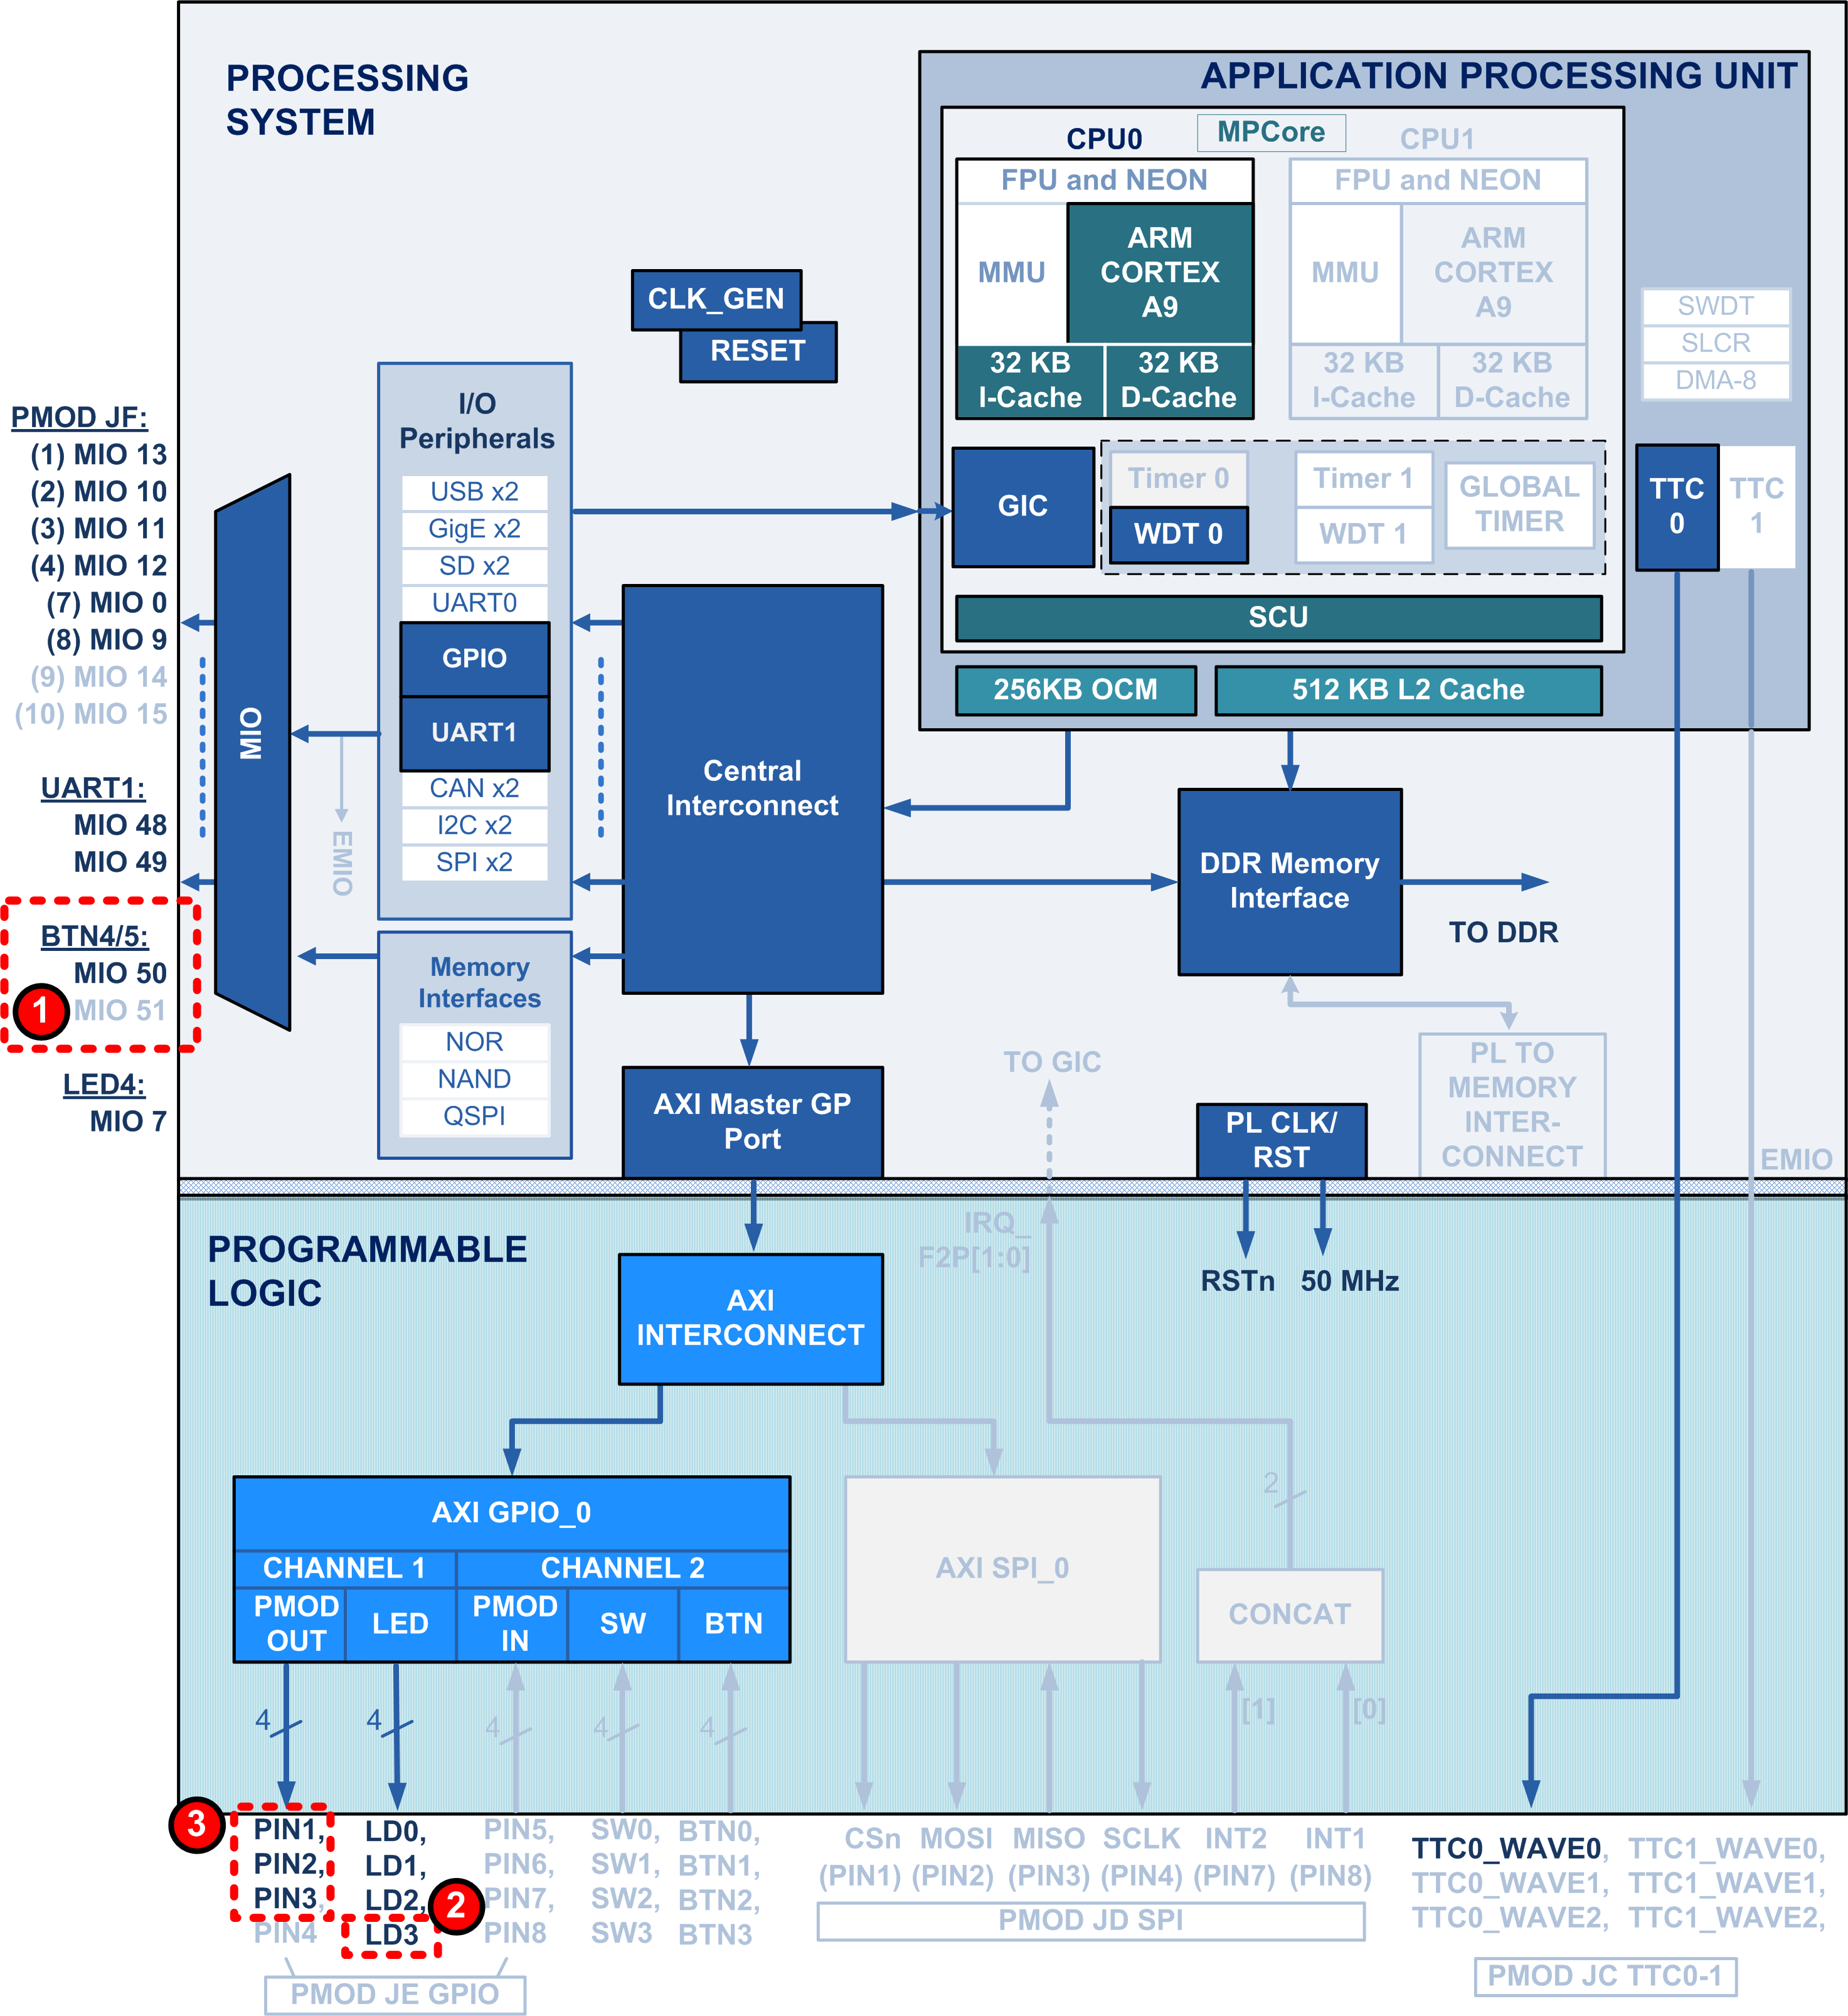 PROCESSING
SYSTEM
APPLICATION PROCESSING UNIT
CPU0
MPCore
CPU1
FPU and NEON
MMU
ARM
CORTEX
A9
32 KB
I-Cache
32 KB
D-Cache
FPU and NEON
MMU
ARM
CORTEX
A9
32 KB
I-Cache
32 KB
D-Cache
SWDT
SLCR
DMA-8
CLK_GEN
RESET
GIC
Timer 0
WDT 0
Timer 1
WDT 1
GLOBAL
TIMER
TTC
0
TTC
1
SCU
256KB OCM
512 KB L2 Cache
PMOD JF:
(1) MIO 13
(2) MIO 10
(3) MIO 11
(4) MIO 12
(7) MIO 0
(8) MIO 9
(9) MIO 14
(10) MIO 15
UART1:
MIO 48
MIO 49
BTN4/5:
MIO 50
MIO 51
1
LED4:
MIO 7
MIO
I/O
Peripherals
USB x2
GigE x2
SD x2
UART0
GPIO
UART1
CAN x2
I2C x2
SPI x2
EMIO
Memory
Interfaces
NOR
NAND
QSPI
Central
Interconnect
DDR Memory
Interface
TO DDR
AXI Master GP
Port
TO GIC
PL CLK/
RST
PL TO
MEMORY
INTER-
CONNECT
EMIO
PROGRAMMABLE
LOGIC
IRQ_
F2P[1:0]
RSTn
50 MHz
AXI
INTERCONNECT
AXI GPIO_0
CHANNEL 1
CHANNEL 2
PMOD
OUT
LED
PMOD
IN
SW
BTN
AXI SPI_0
2
CONCAT
4
4
4
4
4
[1]
[0]
3
PIN1,
PIN2,
PIN3,
PIN4
LD0,
LD1,
LD2,
LD3
2
PIN5,
PIN6,
PIN7,
PIN8
SW0,
SW1,
SW2,
SW3
BTN0,
BTN1,
BTN2,
BTN3
PMOD JE GPIO
CSn
(PIN1)
MOSI
(PIN2)
MISO
(PIN3)
SCLK
(PIN4)
INT2
(PIN7)
INT1
(PIN8)
PMOD JD SPI
TTC0_WAVE0,
TTC0_WAVE1,
TTC0_WAVE2,
TTC1_WAVE0,
TTC1_WAVE1,
TTC1_WAVE2,
PMOD JC TTC0-1